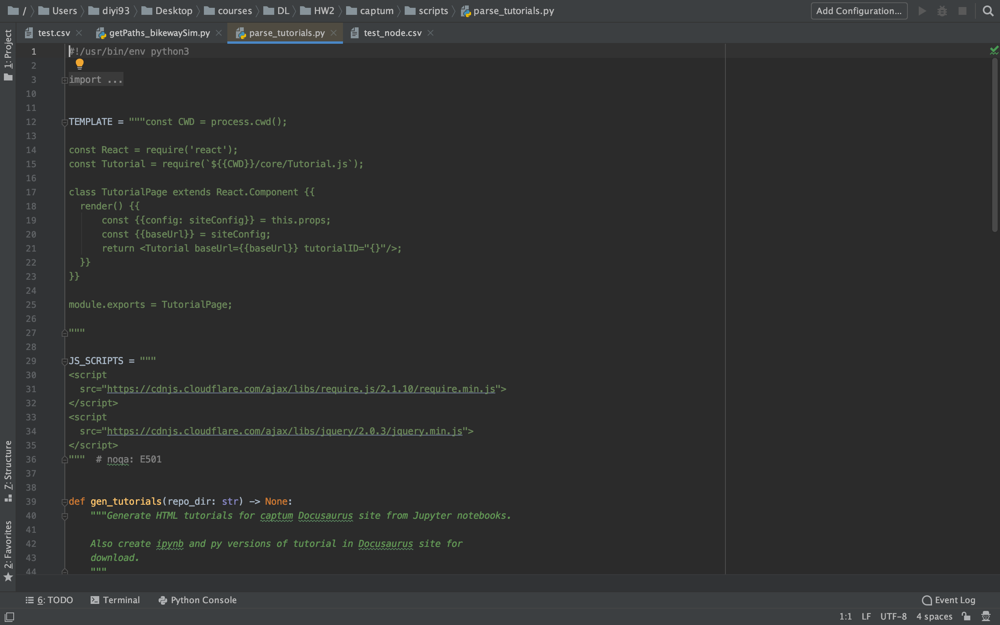 / Users diyi93 Desktop courses DL HW2 captum scripts parse_tutorials.py Add Configuration...
test.csv getPaths_bikewaySim.py parse_tutorials.py test_node.csv
1: Project
1 #!/usr/bin/env python3
2
3 import ...
10
11
12 TEMPLATE = """const CWD = process.cwd();
13
14 const React = require('react');
15 const Tutorial = require(`${{CWD}}/core/Tutorial.js`);
16
17 class TutorialPage extends React.Component {{
18   render() {{
19       const {{config: siteConfig}} = this.props;
20       const {{baseUrl}} = siteConfig;
21       return <Tutorial baseUrl={{baseUrl}} tutorialID="{}"/>;
22   }}
23 }}
24
25 module.exports = TutorialPage;
26
27 """
28
29 JS_SCRIPTS = """
30 <script
31   src="https://cdnjs.cloudflare.com/ajax/libs/require.js/2.1.10/require.min.js">
32 </script>
33 <script
34   src="https://cdnjs.cloudflare.com/ajax/libs/jquery/2.0.3/jquery.min.js">
35 </script>
36 """  # noqa: E501
37
38
39 def gen_tutorials(repo_dir: str) -> None:
40     """Generate HTML tutorials for captum Docusaurus site from Jupyter notebooks.
41
42     Also create ipynb and py versions of tutorial in Docusaurus site for
43     download.
44     """
7: Structure
2: Favorites
6: TODO Terminal Python Console Event Log
1:1 LF UTF-8 4 spaces